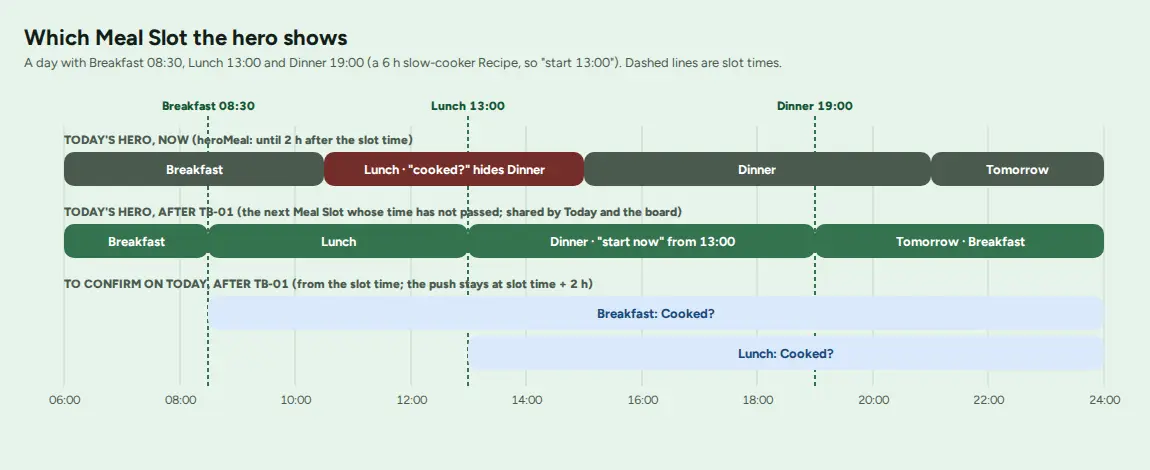 Which Meal Slot the hero shows
A day with Breakfast 08:30, Lunch 13:00 and Dinner 19:00 (a 6 h slow-cooker Recipe, so "start 13:00"). Dashed lines are slot times.
Breakfast 08:30
Lunch 13:00
Dinner 19:00
TODAY'S HERO, NOW (heroMeal: until 2 h after the slot time)
Breakfast
Lunch · "cooked?" hides Dinner
Dinner
Tomorrow
TODAY'S HERO, AFTER TB-01 (the next Meal Slot whose time has not passed; shared by Today and the board)
Breakfast
Lunch
Dinner · "start now" from 13:00
Tomorrow · Breakfast
TO CONFIRM ON TODAY, AFTER TB-01 (from the slot time; the push stays at slot time + 2 h)
Breakfast: Cooked?
Lunch: Cooked?
06:00
08:00
10:00
12:00
14:00
16:00
18:00
20:00
22:00
24:00